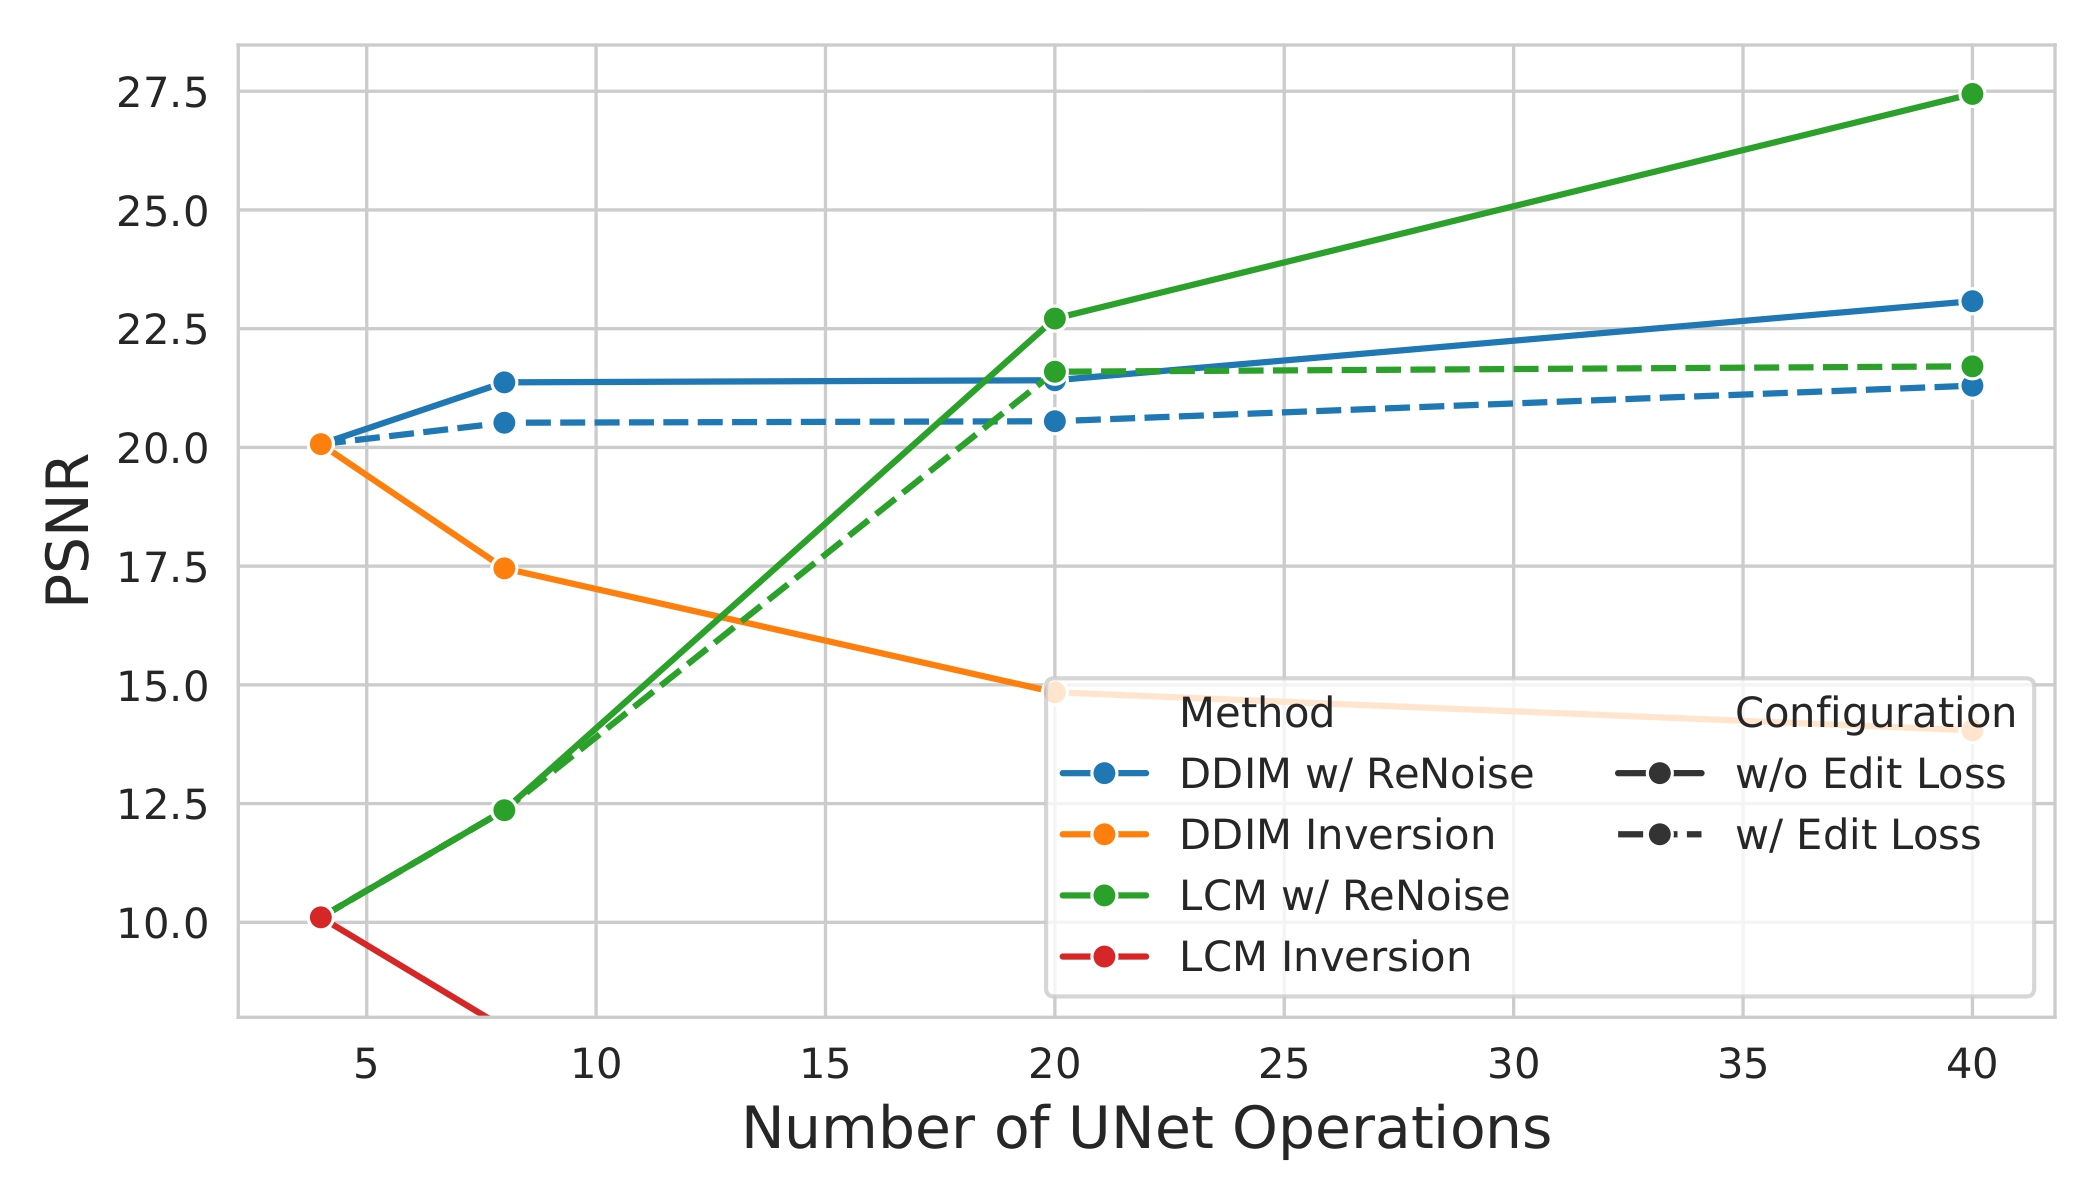 27.5
25.0
22.5
20.0
17.5
15.0
12.5
10.0
PSNR
Method
DDIM w/ ReNoise
DDIM Inversion
LCM w/ ReNoise
LCM Inversion
Configuration
w/o Edit Loss
w/ Edit Loss
5 10 15 20 25 30 35 40
Number of UNet Operations